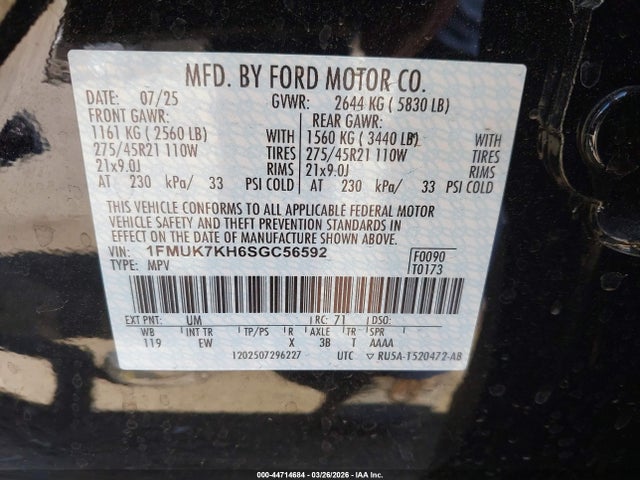 MFD. BY FORD MOTOR CO.
DATE: 07/25 GVWR: 2644 KG ( 5830 LB)
FRONT GAWR: REAR GAWR:
1161 KG ( 2560 LB) WITH 1560 KG ( 3440 LB) WITH
275/45R21 110W TIRES 275/45R21 110W TIRES
21x9.0J RIMS 21x9.0J RIMS
AT 230 kPa/ 33 PSI COLD AT 230 kPa/ 33 PSI COLD
THIS VEHICLE CONFORMS TO ALL APPLICABLE FEDERAL MOTOR
VEHICLE SAFETY AND THEFT PREVENTION STANDARDS
IN EFFECT ON THE DATE OF MANUFACTURE SHOWN ABOVE.
VIN: 1FMUK7KH6SGC56592 F0090
TYPE: MPV T0173
EXT PNT: UM RC: 71 DSO:
WB INT TR TP/PS R AXLE TR SPR
119 EW X 3B T AAAA
1202507296227 UTC RU5A-1520472-AB
000-44714684 | 03/26/2026 | IAA Inc.